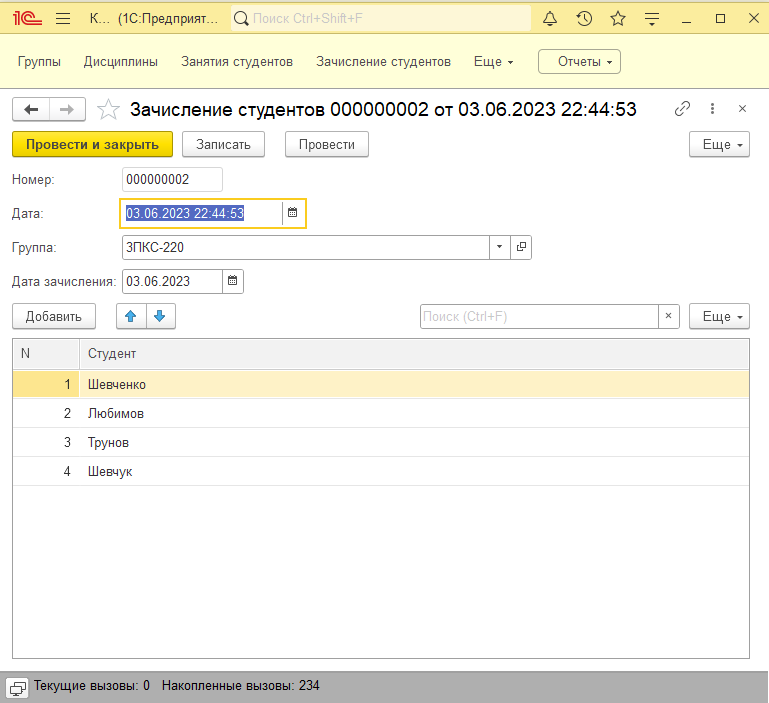 1С К... (1С:Предприят... Поиск Ctrl+Shift+F
Группы Дисциплины Занятия студентов Зачисление студентов Еще Отчеты
Зачисление студентов 000000002 от 03.06.2023 22:44:53
Провести и закрыть Записать Провести Еще
Номер: 000000002
Дата: 03.06.2023 22:44:53
Группа: ЗПКС-220
Дата зачисления: 03.06.2023
Добавить Поиск (Ctrl+F) × Еще
N Студент
1 Шевченко
2 Любимов
3 Трунов
4 Шевчук
Текущие вызовы: 0 Накопленные вызовы: 234